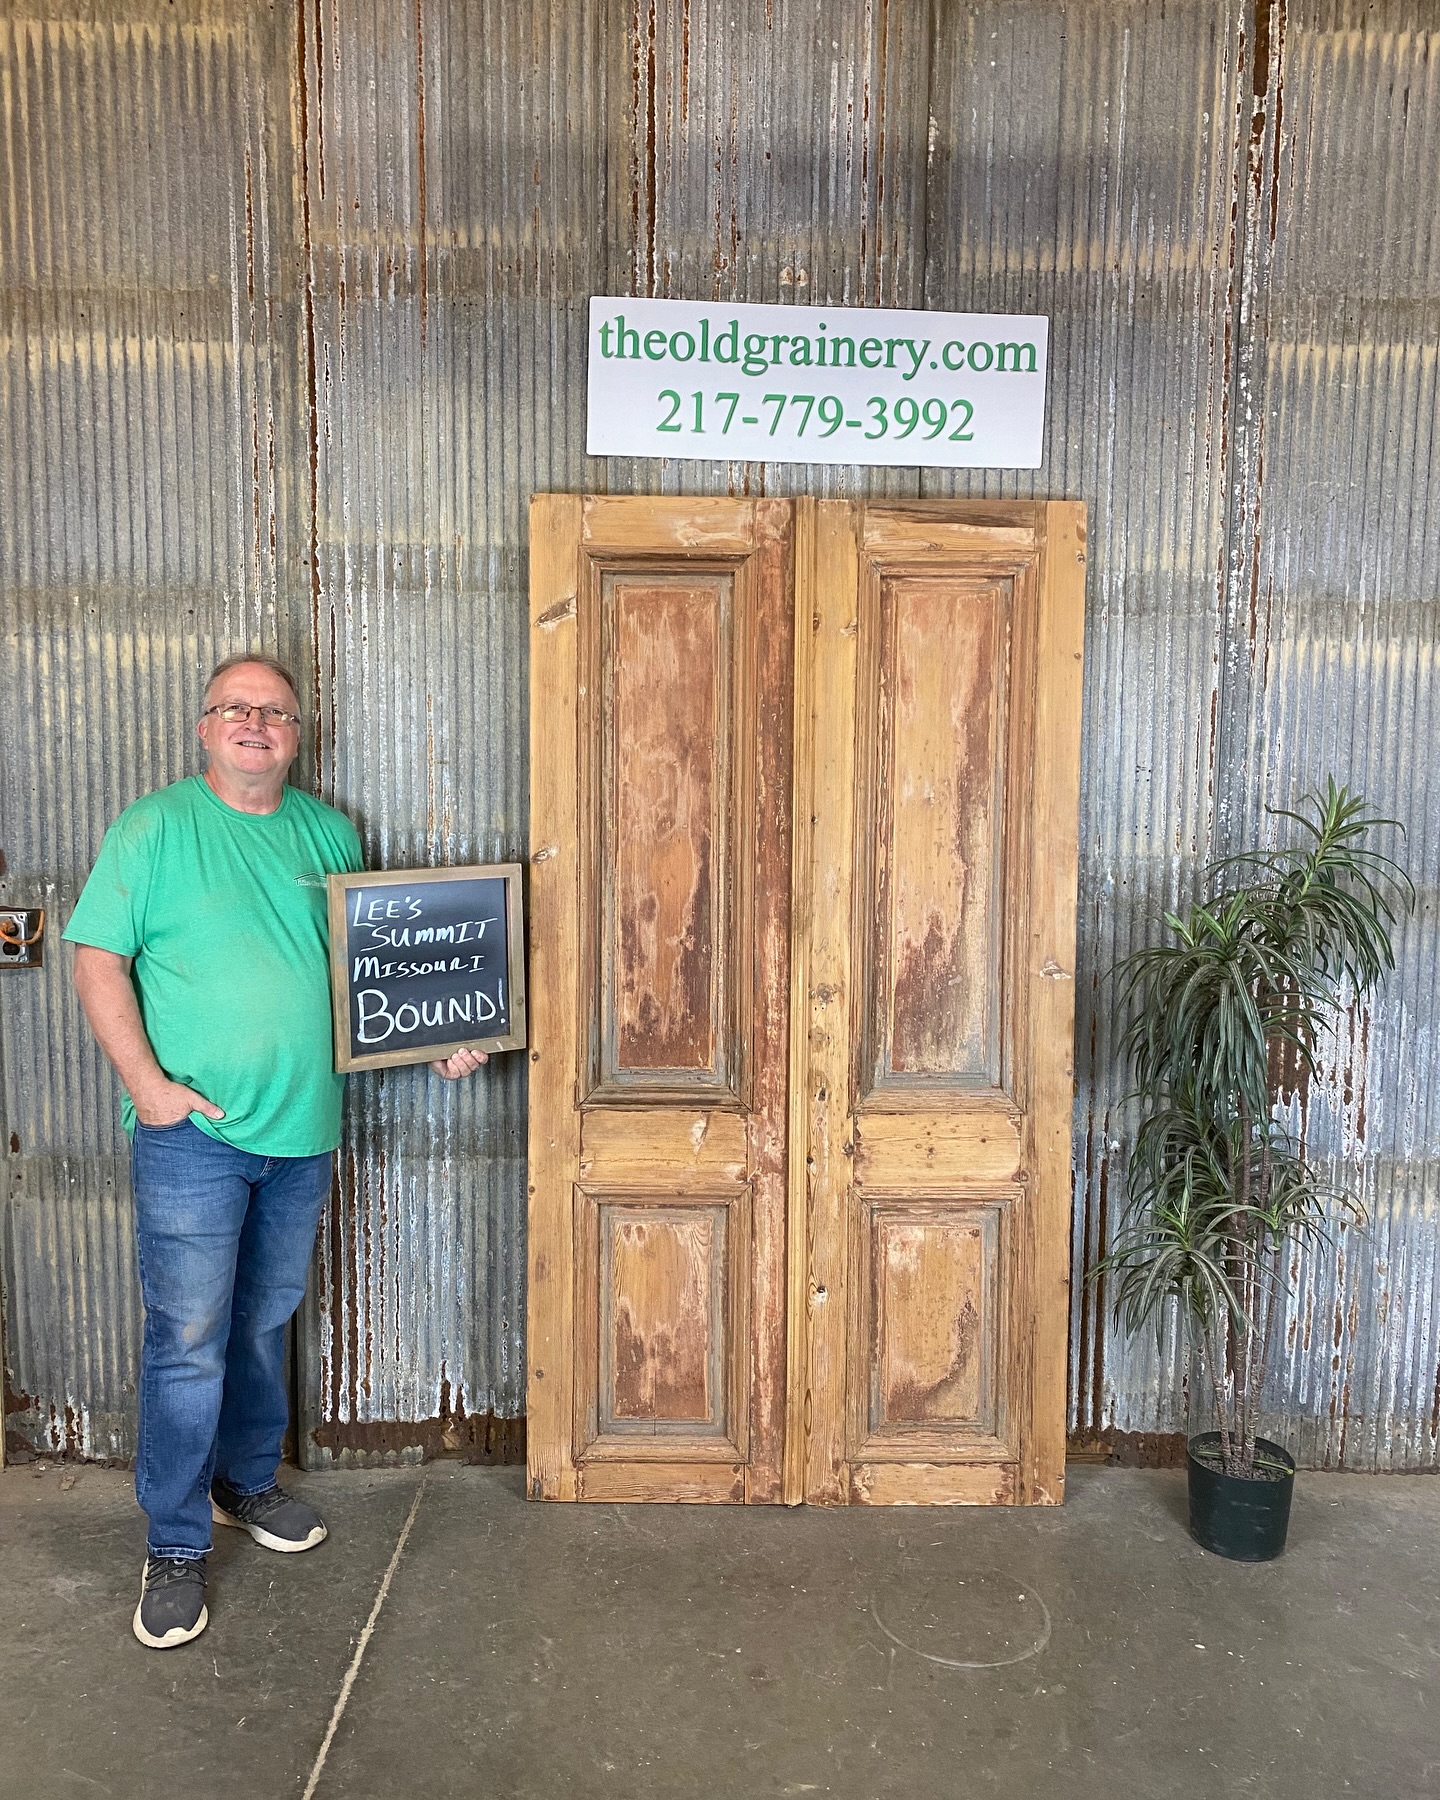 theoldgrainery.com
217-779-3992
LEE'S
SUMMIT
MISSOURI
BOUND!